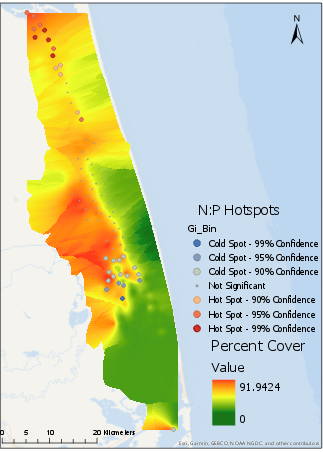 N
N:P Hotspots
Gi_Bin
Cold Spot - 99% Confidence
Cold Spot - 95% Confidence
Cold Spot - 90% Confidence
Not Significant
Hot Spot - 90% Confidence
Hot Spot - 95% Confidence
Hot Spot - 99% Confidence
Percent Cover
Value
91.9424
0
0 5 10 20 Kilometers
Esri, Garmin, GEBCO, NOAA NGDC, and other contributors